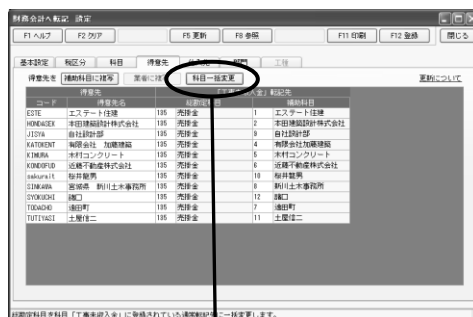 財務会計へ転記 設定
F1 ヘルプ F2 クリア F5 更新 F8 参照 F11 印刷 F12 登録 閉じる
基本設定 税区分 科目 得意先 部門 工種
得意先を 補助科目に複写 業者に複写 科目一括変更 更新について
得意先 転記先
コード 得意先名 総勘定科目 補助科目
ESTE エステート住建 135 売掛金 1 エステート住建
HONDASEK 本田建築設計株式会社 135 売掛金 2 本田建築設計株式会社
JISYA 自社設計部 135 売掛金 9 自社設計部
KATOKENT 有限会社 加藤建築 135 売掛金 4 有限会社 加藤建築
KIMURA 木村コンクリート 135 売掛金 5 木村コンクリート
KONDOFUD 近藤不動産株式会社 135 売掛金 6 近藤不動産株式会社
sakurait 桜井龍男 135 売掛金 10 桜井龍男
SINKAWA 宮城県 新川土木事務所 135 売掛金 8 新川土木事務所
SYOKUCHI 諸口 135 売掛金 12 諸口
TODACHO 遠田町 135 売掛金 7 遠田町
TUTIYASI 土屋信二 135 売掛金 11 土屋信二
総勘定科目を科目「工事未収入金」に登録されている通常転記先に一括変更します。